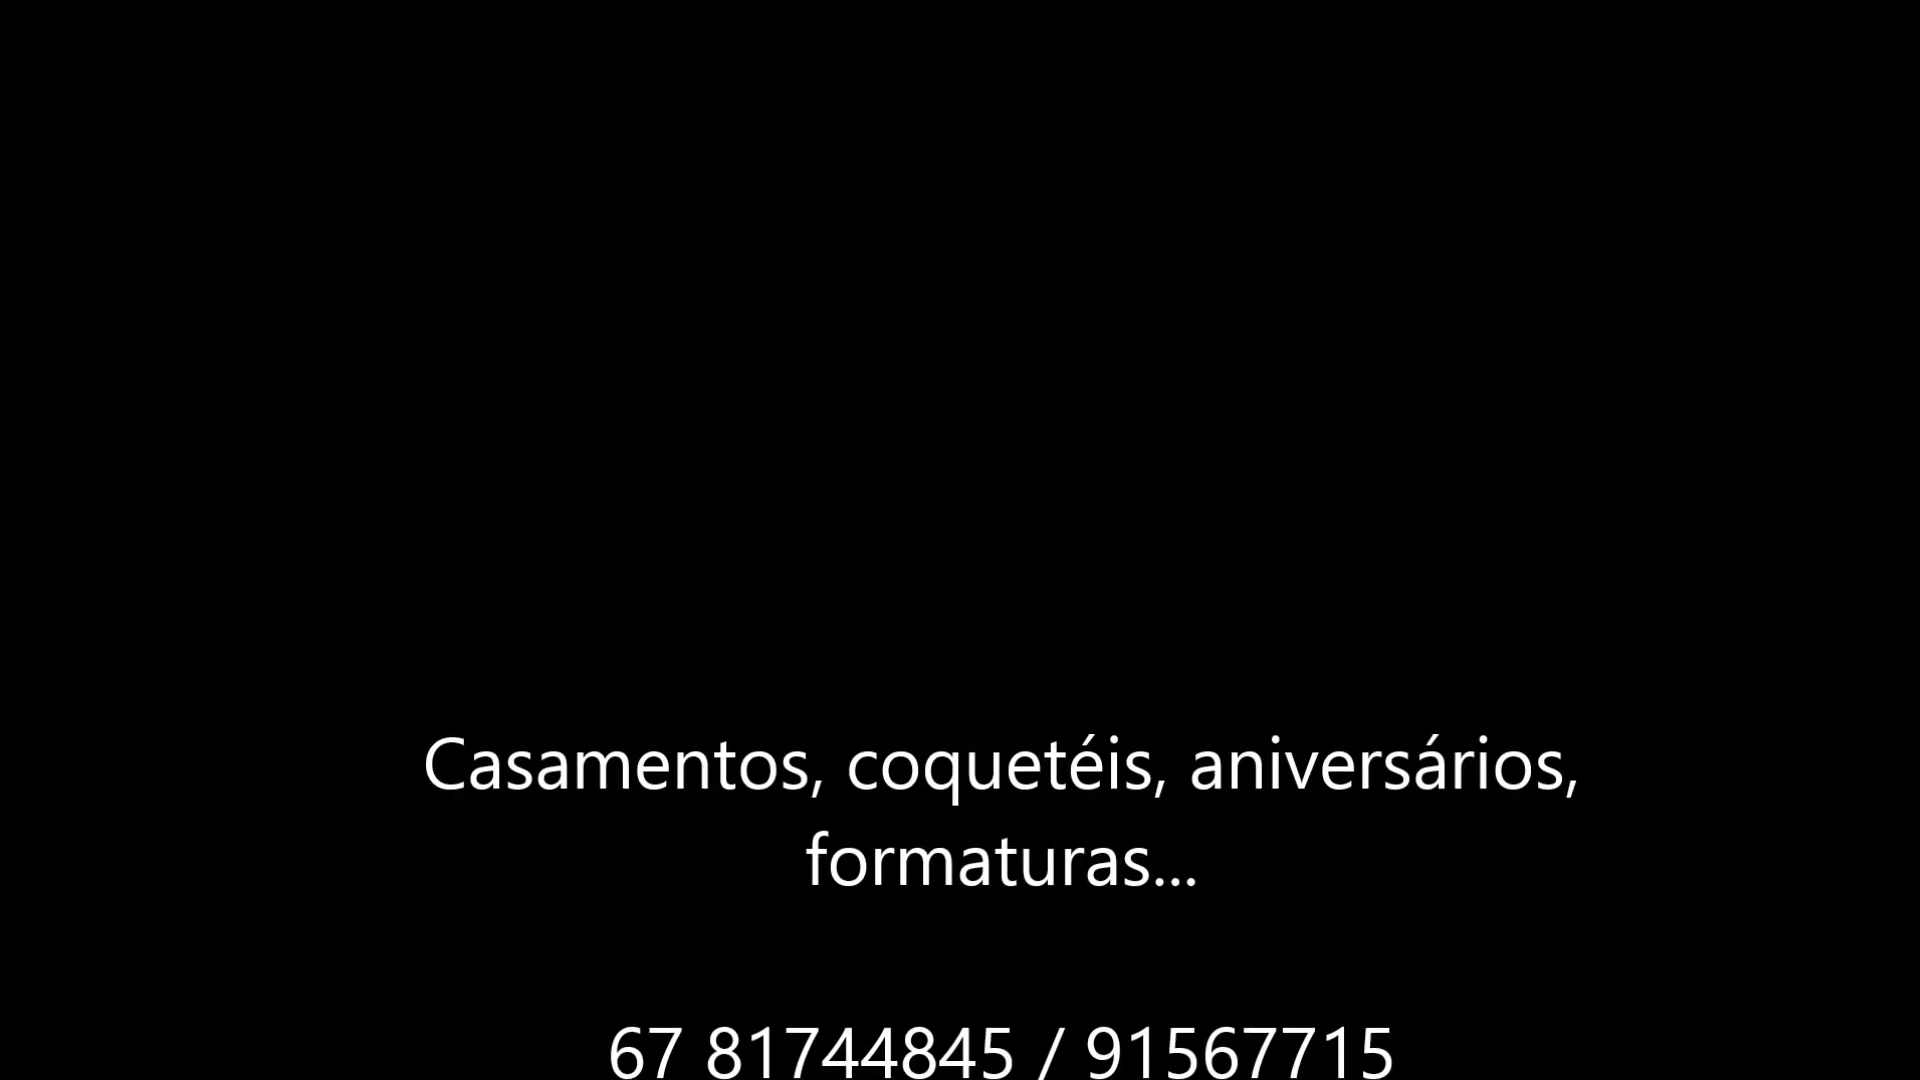 Casamentos, coquetéis, aniversários,
formaturas...
67 81744845 / 91567715